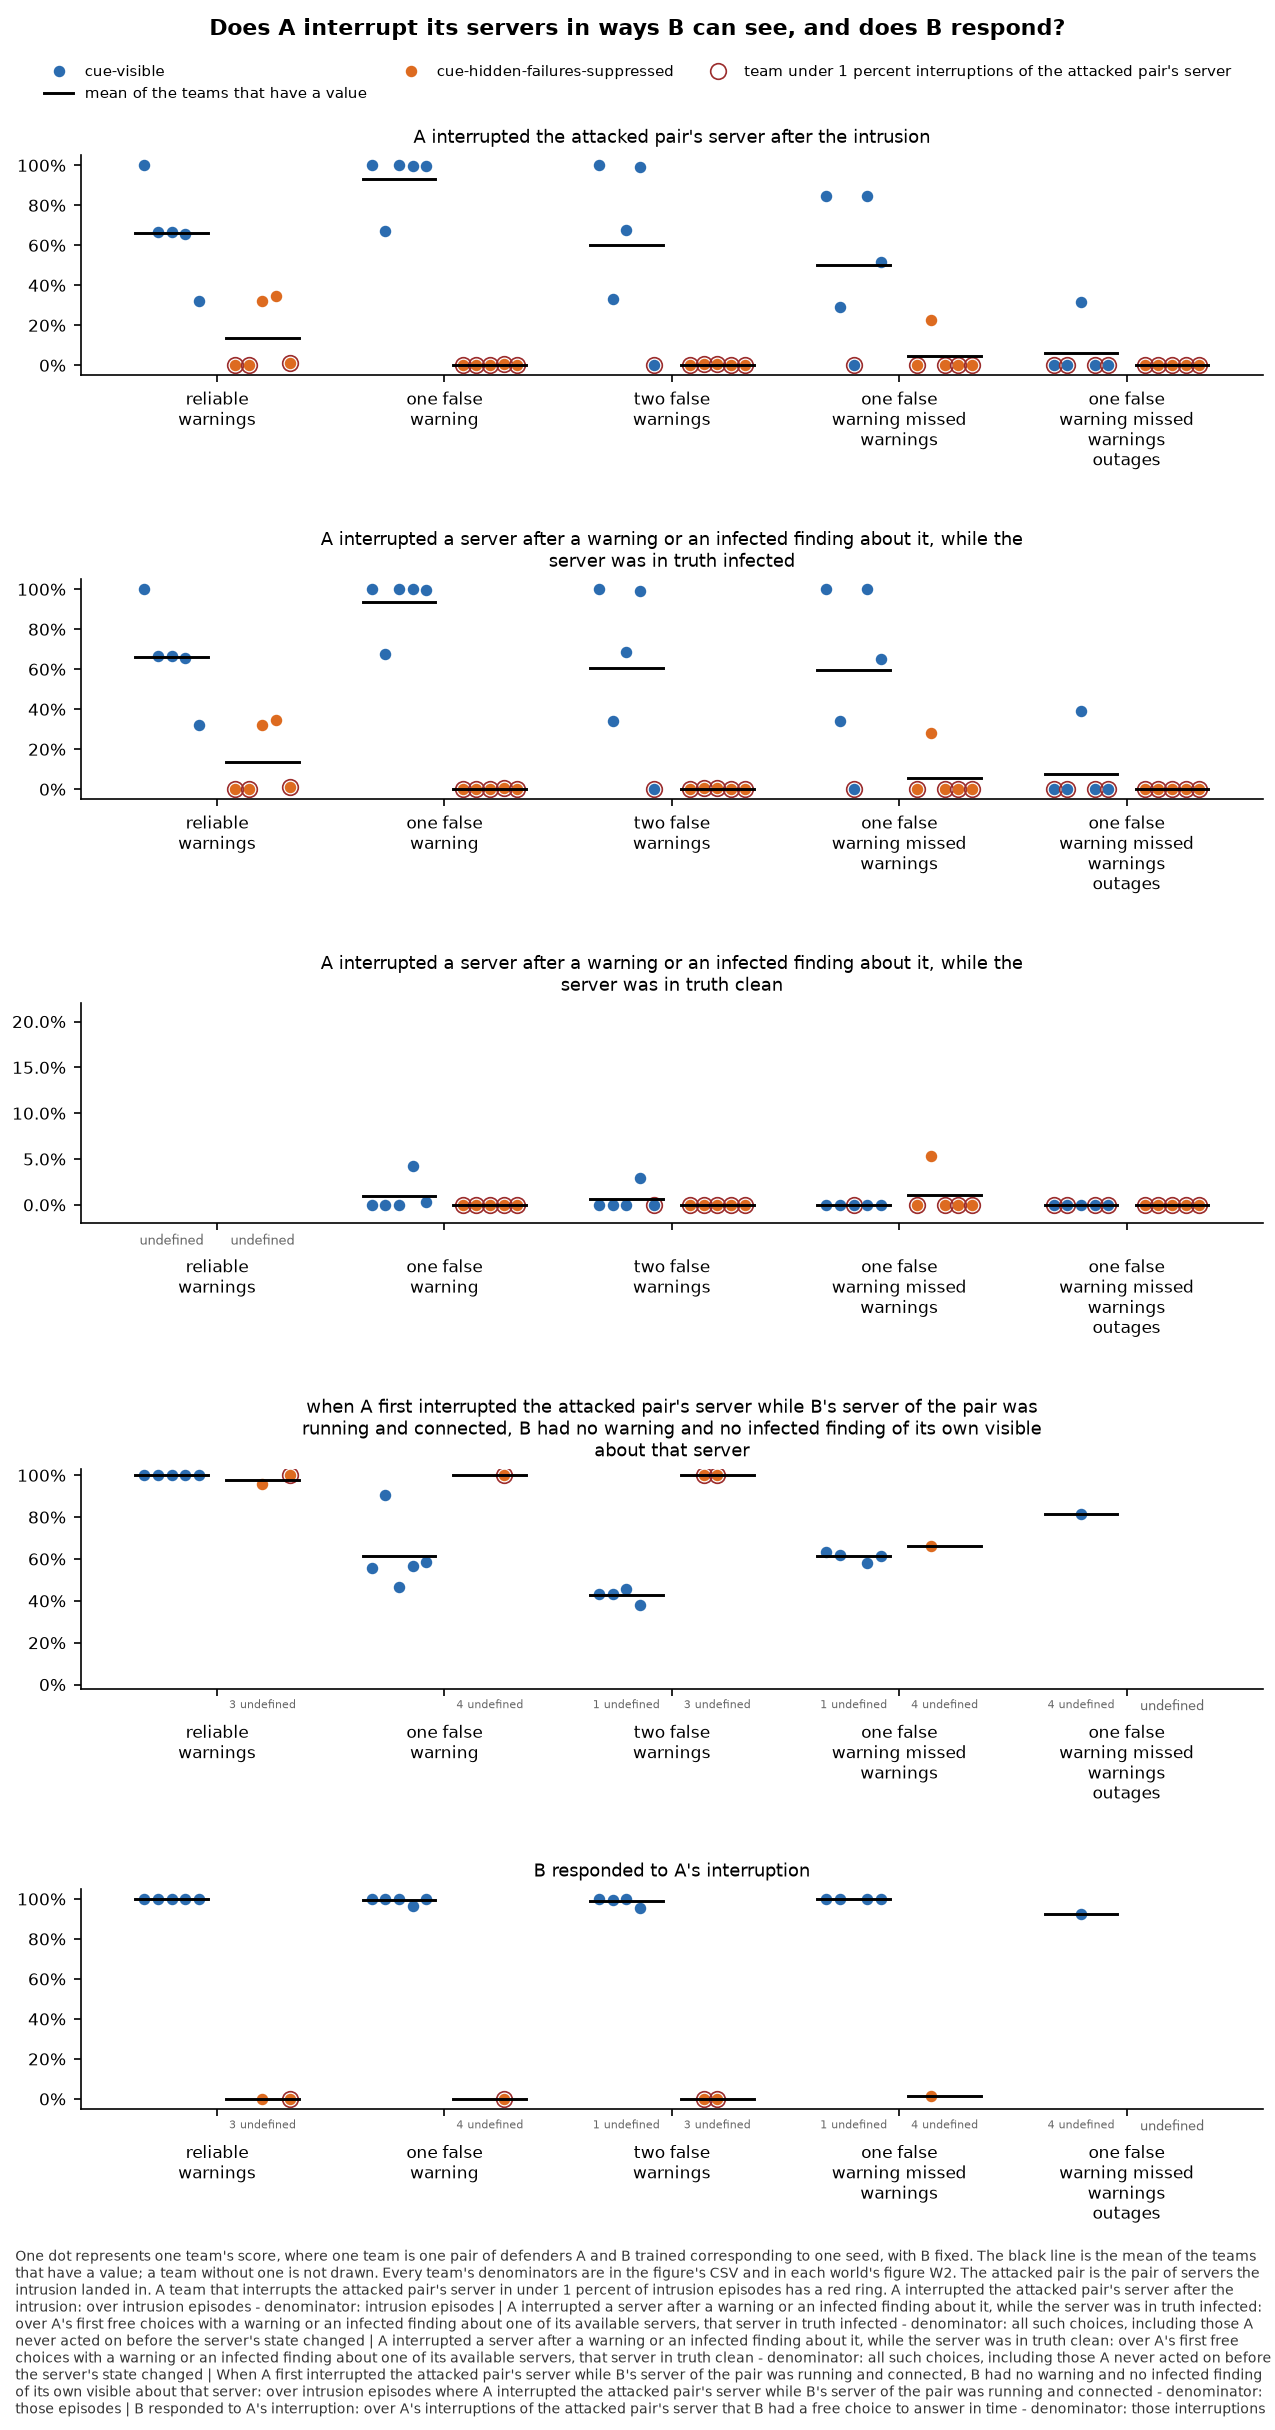 Does A interrupt its servers in ways B can see, and does B respond?
cue-visible
cue-hidden-failures-suppressed
team under 1 percent interruptions of the attacked pair's server
mean of the teams that have a value
A interrupted the attacked pair's server after the intrusion
100%
80%
60%
40%
20%
0%
reliable
warnings
one false
warning
two false
warnings
one false
warning missed
warnings
one false
warning missed
warnings
outages
A interrupted a server after a warning or an infected finding about it, while the
server was in truth infected
100%
80%
60%
40%
20%
0%
reliable
warnings
one false
warning
two false
warnings
one false
warning missed
warnings
one false
warning missed
warnings
outages
A interrupted a server after a warning or an infected finding about it, while the
server was in truth clean
20.0%
15.0%
10.0%
5.0%
0.0%
undefined
undefined
reliable
warnings
one false
warning
two false
warnings
one false
warning missed
warnings
one false
warning missed
warnings
outages
when A first interrupted the attacked pair's server while B's server of the pair was
running and connected, B had no warning and no infected finding of its own visible
about that server
100%
80%
60%
40%
20%
0%
3 undefined
4 undefined
1 undefined
3 undefined
1 undefined
4 undefined
4 undefined
undefined
reliable
warnings
one false
warning
two false
warnings
one false
warning missed
warnings
one false
warning missed
warnings
outages
B responded to A's interruption
100%
80%
60%
40%
20%
0%
3 undefined
4 undefined
1 undefined
3 undefined
1 undefined
4 undefined
4 undefined
undefined
reliable
warnings
one false
warning
two false
warnings
one false
warning missed
warnings
one false
warning missed
warnings
outages
One dot represents one team's score, where one team is one pair of defenders A and B trained corresponding to one seed, with B fixed. The black line is the mean of the teams
that have a value; a team without one is not drawn. Every team's denominators are in the figure's CSV and in each world's figure W2. The attacked pair is the pair of servers the
intrusion landed in. A team that interrupts the attacked pair's server in under 1 percent of intrusion episodes has a red ring. A interrupted the attacked pair's server after the
intrusion: over intrusion episodes - denominator: intrusion episodes | A interrupted a server after a warning or an infected finding about it, while the server was in truth infected:
over A's first free choices with a warning or an infected finding about one of its available servers, that server in truth infected - denominator: all such choices, including those A
never acted on before the server's state changed | A interrupted a server after a warning or an infected finding about it, while the server was in truth clean: over A's first free
choices with a warning or an infected finding about one of its available servers, that server in truth clean - denominator: all such choices, including those A never acted on before
the server's state changed | When A first interrupted the attacked pair's server while B's server of the pair was running and connected, B had no warning and no infected finding
of its own visible about that server: over intrusion episodes where A interrupted the attacked pair's server while B's server of the pair was running and connected - denominator:
those episodes | B responded to A's interruption: over A's interruptions of the attacked pair's server that B had a free choice to answer in time - denominator: those interruptions